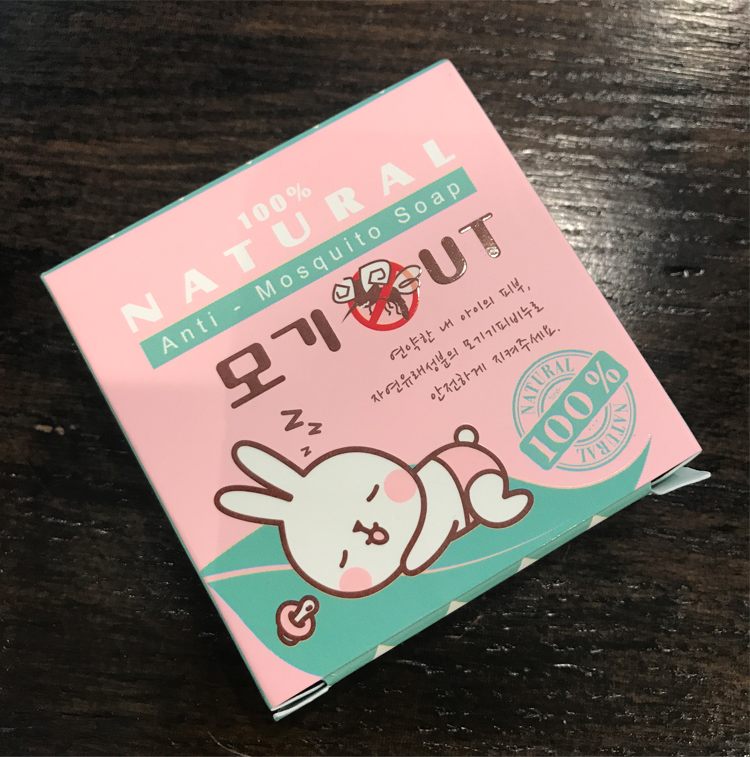 100%
NATURAL
Anti - Mosquito Soap
모기 OUT
연약한 내 아이의 피부,
자연유래성분의 모기기피비누로
안전하게 지켜주세요.
z z z
NATURAL
100%
NATURAL